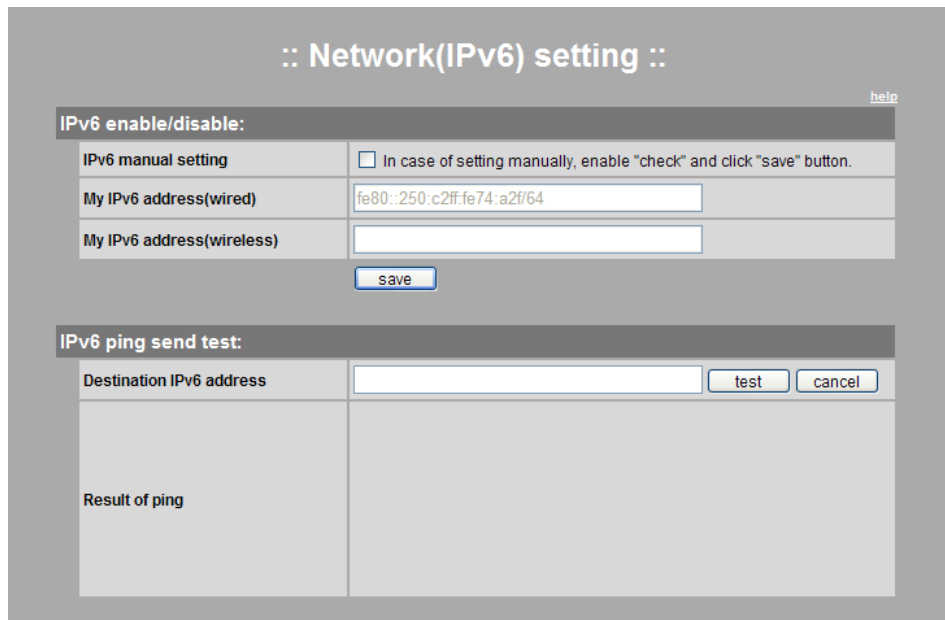 :: Network(IPv6) setting ::
help
IPv6 enable/disable:
IPv6 manual setting
In case of setting manually, enable "check" and click "save" button.
My IPv6 address(wired)
fe80::250:c2ff:fe74:a2f/64
My IPv6 address(wireless)
save
IPv6 ping send test:
Destination IPv6 address
test
cancel
Result of ping